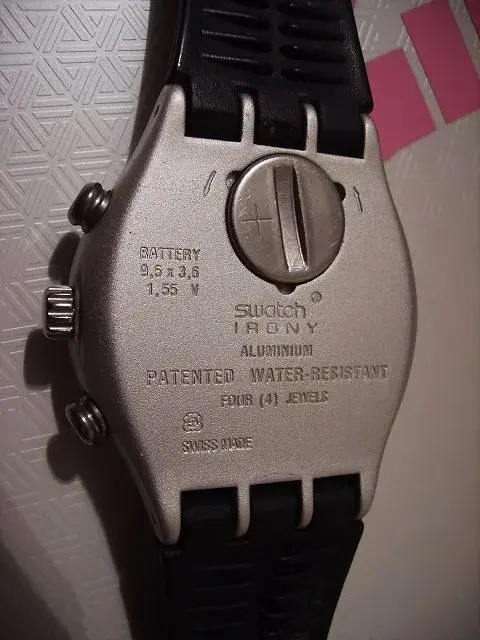 +
BATTERY
9,5 x 3,6
1,55 V
swatch®
IRONY
ALUMINIUM
PATENTED WATER-RESISTANT
FOUR (4) JEWELS
SWISS MADE